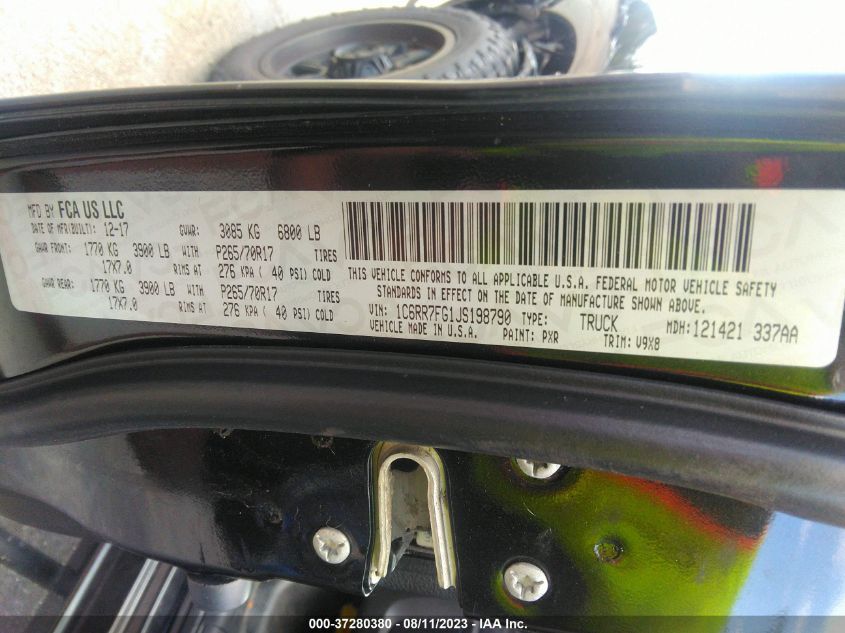 MFD BY FCA US LLC
DATE OF MFR(BUILT): 12-17 GVWR: 3085 KG 6800 LB
GAWR FRONT: 1770 KG 3900 LB WITH P265/70R17 TIRES
17X7.0 RIMS AT 276 KPA ( 40 PSI) COLD
GAWR REAR: 1770 KG 3900 LB WITH P265/70R17 TIRES
17X7.0 RIMS AT 276 KPA ( 40 PSI) COLD
THIS VEHICLE CONFORMS TO ALL APPLICABLE U.S.A. FEDERAL MOTOR VEHICLE SAFETY
STANDARDS IN EFFECT ON THE DATE OF MANUFACTURE SHOWN ABOVE.
VIN: 1C6RR7FG1JS198790 TYPE: TRUCK MDH:121421 337AA
VEHICLE MADE IN U.S.A. PAINT: PXR TRIM: V9X8
000-37280380 - 08/11/2023 - IAA Inc.